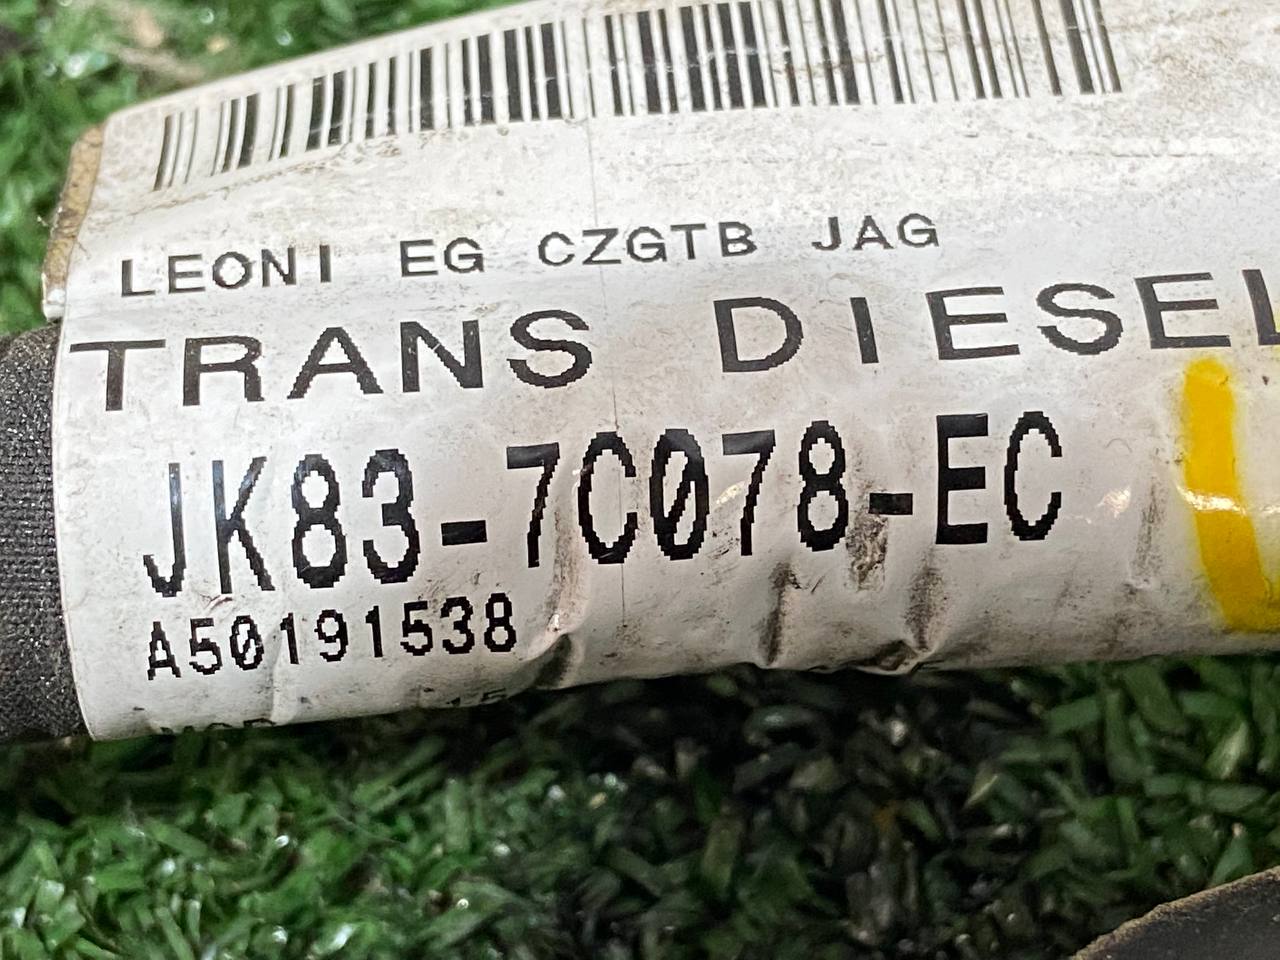 LEONI EG CZGTB JAG
TRANS DIESEL
JK83-7C078-EC
A50191538